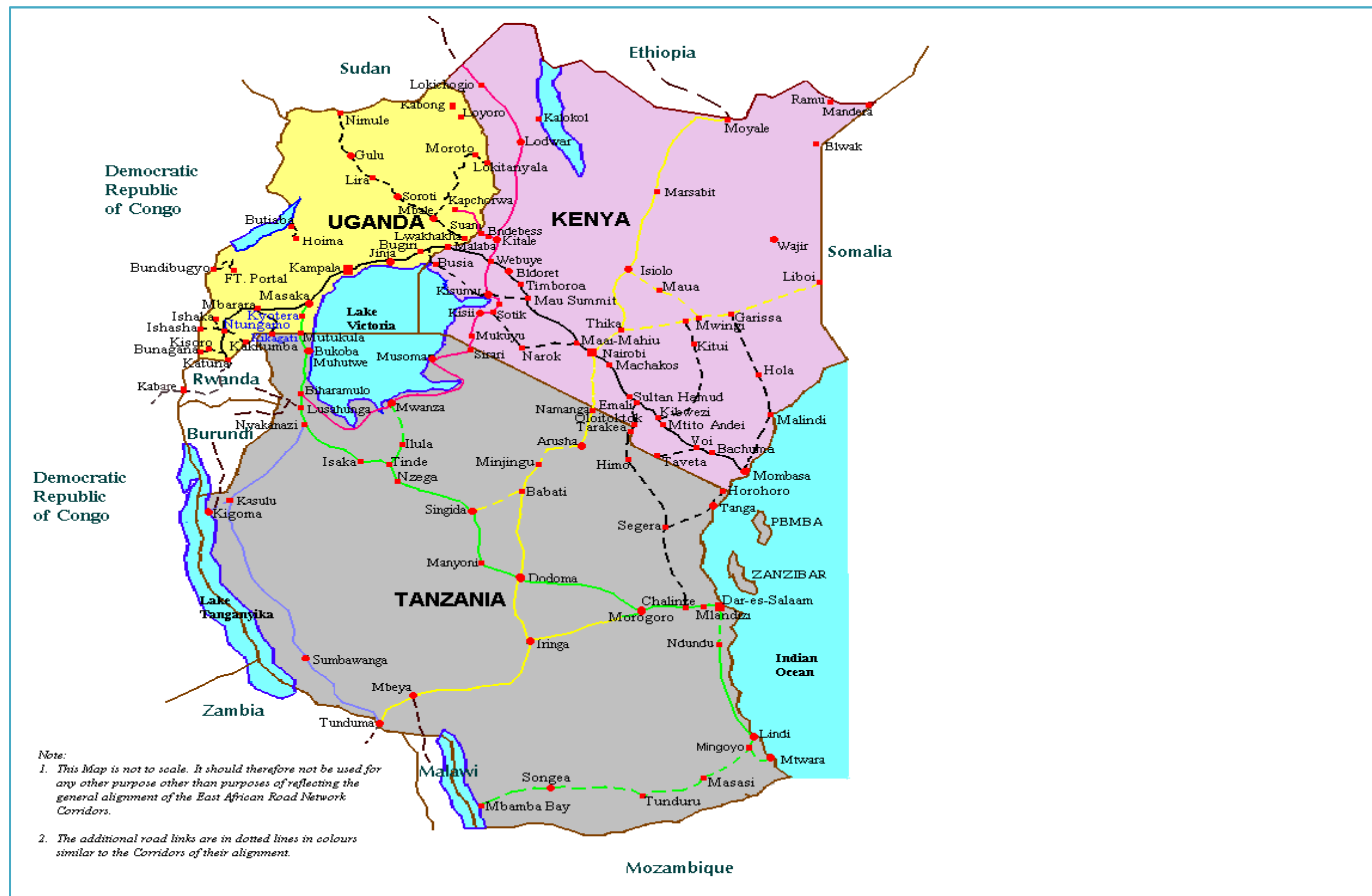 Ethiopia
Sudan
Lokichogio
Kabong
Loyoro
Ramu
Mandera
Nimule
Kalokol
Moyale
Lodwar
Elwak
Gulu
Moroto
Lokitanyala
Democratic
Republic
of Congo
Lira
Soroti
Marsabit
Kapchorwa
Mbale
UGANDA
KENYA
Butiaba
Suam
Endebess
Hoima
Lwakhakha
Kitale
Wajir
Bugiri
Malaba
Somalia
Jinja
Webuye
Bundibugyo
Kampala
Busia
Eldoret
Isiolo
FT. Portal
Timboroa
Maua
Liboi
Masaka
Kisumu
Mau Summit
Mbarara
Lake
Victoria
Kisii
Sotik
Ishaka
Kyotera
Thika
Mwingi
Garissa
Ishasha
Ntungamo
Kisoro
Kikagati
Mutukula
Mukuyu
Maai-Mahiu
Kitui
Bunagana
Kakitumba
Bukoba
Musoma
Sirari
Narok
Nairobi
Katuna
Muhutwe
Machakos
Hola
Rwanda
Kabare
Biharamulo
Sultan Hamud
Lusahunga
Mwanza
Namanga
Emali
Kibwezi
Malindi
Nyakanazi
Oloitoktok
Mtito Andei
Burundi
Tarakea
Ilula
Arusha
Voi
Bachuma
Isaka
Tinde
Minjingu
Himo
Taveta
Mombasa
Democratic
Republic
of Congo
Nzega
Babati
Horohoro
Kasulu
Kigoma
Singida
Tanga
Segera
PEMBA
Manyoni
Dodoma
ZANZIBAR
Lake
Tanganyika
TANZANIA
Chalinze
Dar-es-Salaam
Morogoro
Mlandizi
Iringa
Ndundu
Sumbawanga
Indian
Ocean
Mbeya
Zambia
Tunduma
Lindi
Mingoyo
Mtwara
Malawi
Songea
Masasi
Mbamba Bay
Tunduru
Note:
1. This Map is not to scale. It should therefore not be used for
any other purpose other than purposes of reflecting the
general alignment of the East African Road Network
Corridors.
2. The additional road links are in dotted lines in colours
similar to the Corridors of their alignment.
Mozambique